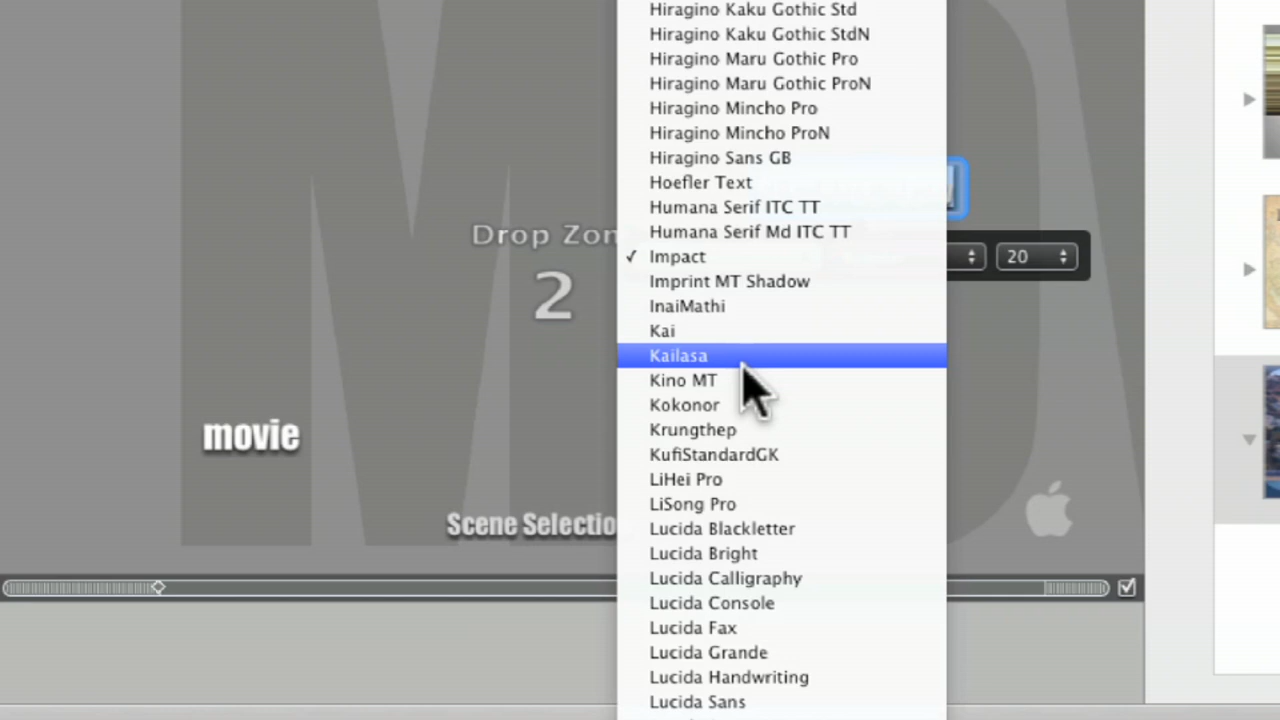 Hiragino Kaku Gothic Std
Hiragino Kaku Gothic StdN
Hiragino Maru Gothic Pro
Hiragino Maru Gothic ProN
Hiragino Mincho Pro
Hiragino Mincho ProN
Hiragino Sans GB
Hoefler Text
Humana Serif ITC TT
Humana Serif Md ITC TT
✓ Impact
Imprint MT Shadow
InaiMathi
Kai
Kailasa
Kino MT
Kokonor
Krungthep
KufiStandardGK
LiHei Pro
LiSong Pro
Lucida Blackletter
Lucida Bright
Lucida Calligraphy
Lucida Console
Lucida Fax
Lucida Grande
Lucida Handwriting
Lucida Sans
Drop Zon
2
20
movie
Scene Selectio